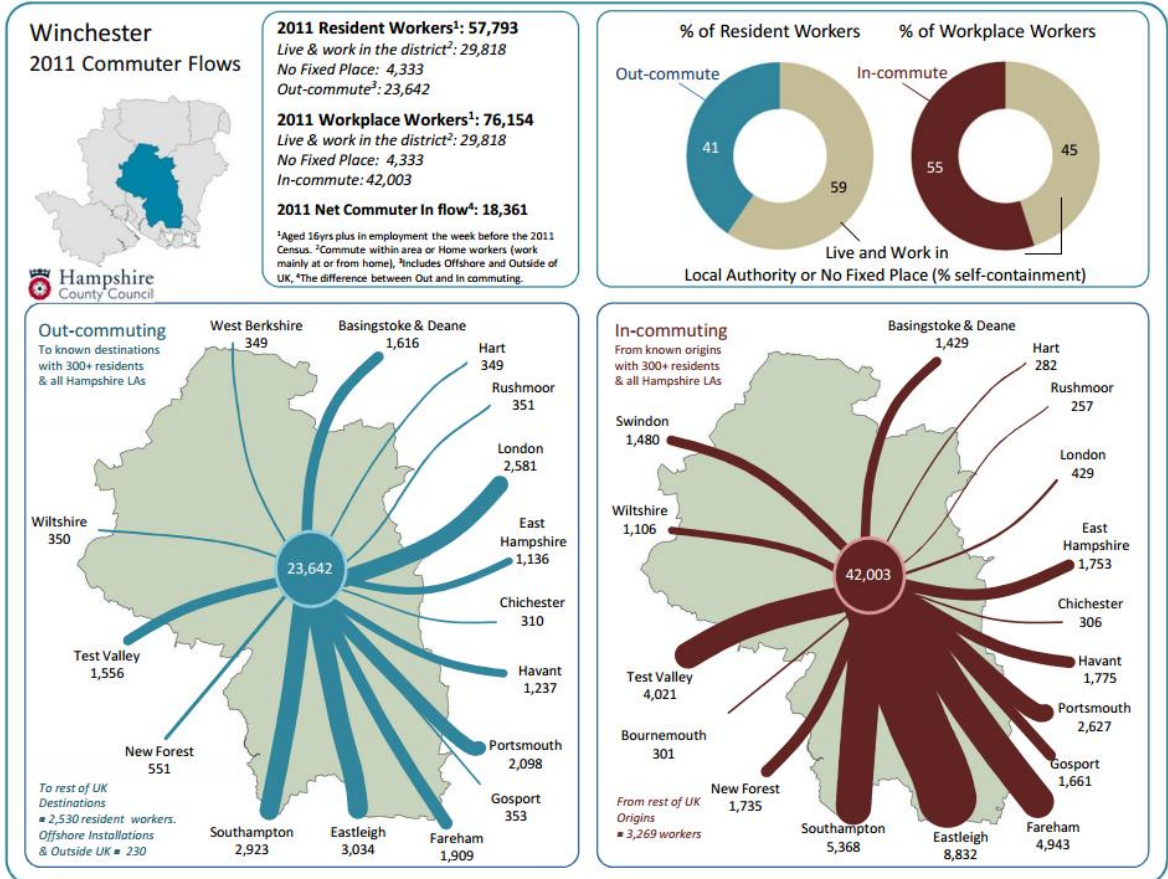 Winchester
2011 Commuter Flows
Hampshire
County Council
2011 Resident Workers¹: 57,793
Live & work in the district²: 29,818
No Fixed Place: 4,333
Out-commute³: 23,642
2011 Workplace Workers¹: 76,154
Live & work in the district²: 29,818
No Fixed Place: 4,333
In-commute: 42,003
2011 Net Commuter In flow⁴: 18,361
¹Aged 16yrs plus in employment the week before the 2011
Census. ²Commute within area or Home workers (work
mainly at or from home), ³Includes Offshore and Outside of
UK, ⁴The difference between Out and In commuting.
% of Resident Workers
% of Workplace Workers
Out-commute
In-commute
41
59
55
45
Live and Work in
Local Authority or No Fixed Place (% self-containment)
Out-commuting
To known destinations
with 300+ residents
& all Hampshire LAs
West Berkshire
349
Basingstoke & Deane
1,616
Hart
349
Rushmoor
351
London
2,581
East
Hampshire
1,136
Chichester
310
Havant
1,237
Portsmouth
2,098
Gosport
353
Fareham
1,909
Eastleigh
3,034
Southampton
2,923
New Forest
551
Test Valley
1,556
Wiltshire
350
23,642
To rest of UK
Destinations
= 2,530 resident workers.
Offshore Installations
& Outside UK = 230
In-commuting
From known origins
with 300+ residents
& all Hampshire LAs
Basingstoke & Deane
1,429
Hart
282
Rushmoor
257
London
429
East
Hampshire
1,753
Chichester
306
Havant
1,775
Portsmouth
2,627
Gosport
1,661
Fareham
4,943
Eastleigh
8,832
Southampton
5,368
New Forest
1,735
Bournemouth
301
Test Valley
4,021
Wiltshire
1,106
Swindon
1,480
42,003
From rest of UK
Origins
= 3,269 workers